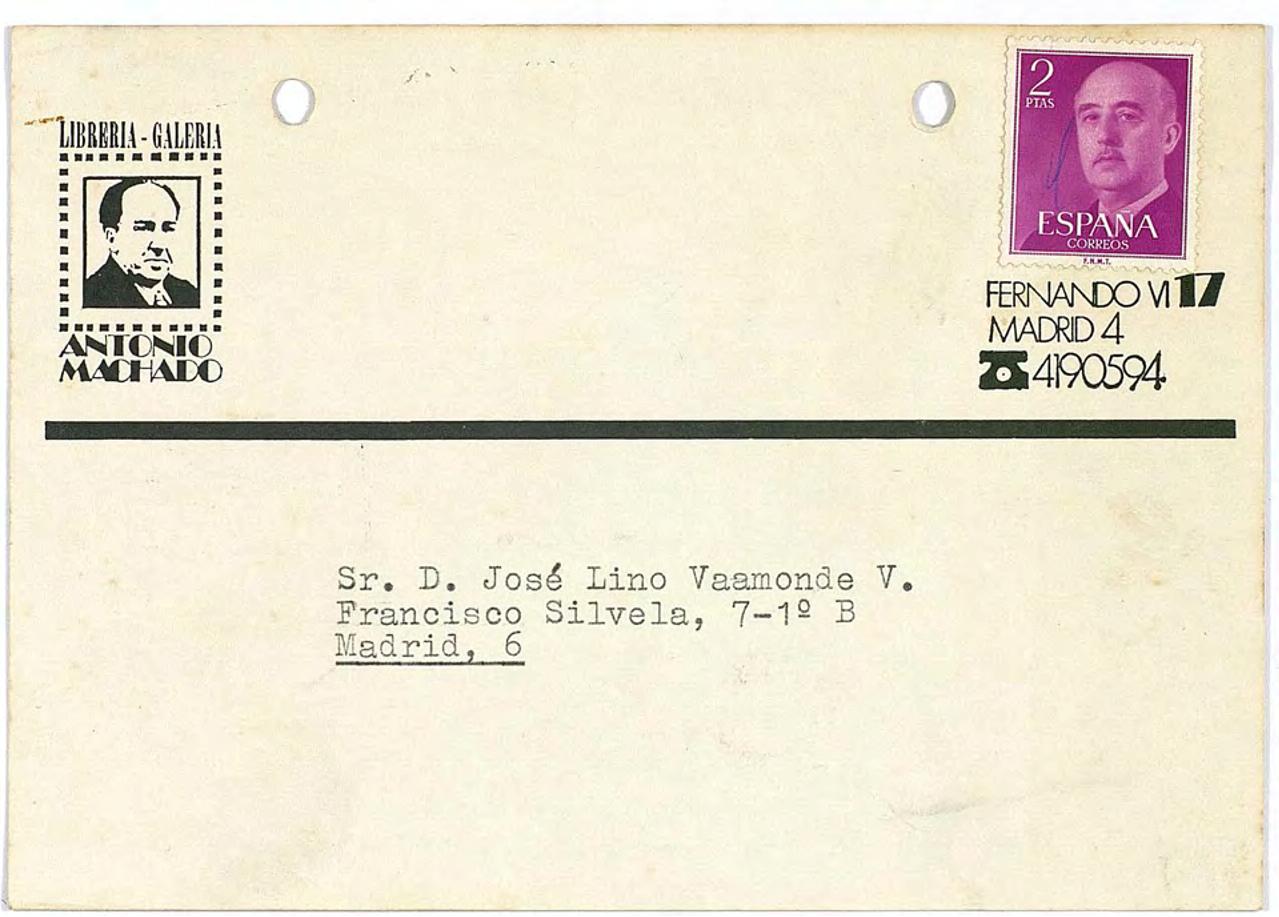 LIBRERIA - GALERIA
ANTONIO
MACHADO
2
PTAS
ESPAÑA
CORREOS
F.N.M.T.
FERNANDO VI 17
MADRID 4
4190594
Sr. D. José Lino Vaamonde V.
Francisco Silvela, 7-1º B
Madrid, 6